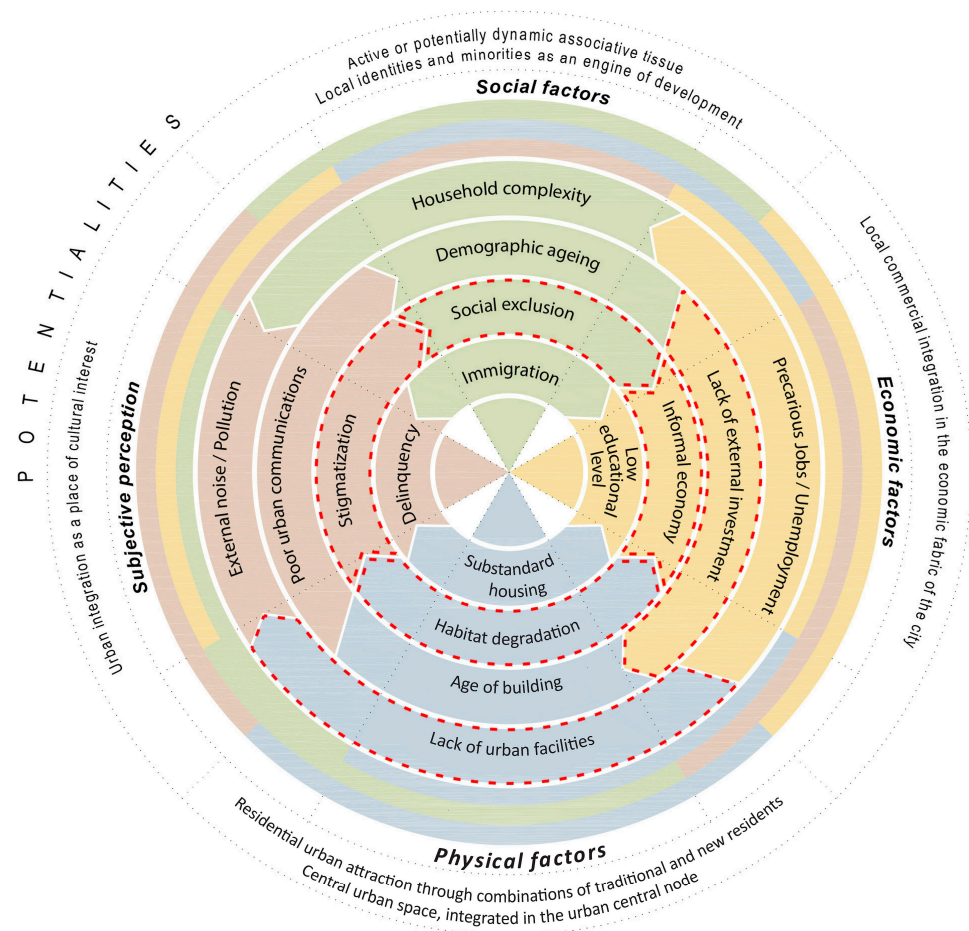 POTENTIALITIES
Active or potentially dynamic associative tissue
Local identities and minorities as an engine of development
Social factors
Household complexity
Demographic ageing
Social exclusion
Immigration
Local commercial integration in the economic fabric of the city
Economic factors
Precarious Jobs / Unemployment
Lack of external investment
Informal economy
Low
educational
level
Urban integration as a place of cultural interest
Subjective perception
External noise / Pollution
Poor urban communications
Stigmatization
Delinquency
Substandard
housing
Habitat degradation
Age of building
Lack of urban facilities
Physical factors
Residential urban attraction through combinations of traditional and new residents
Central urban space, integrated in the urban central node